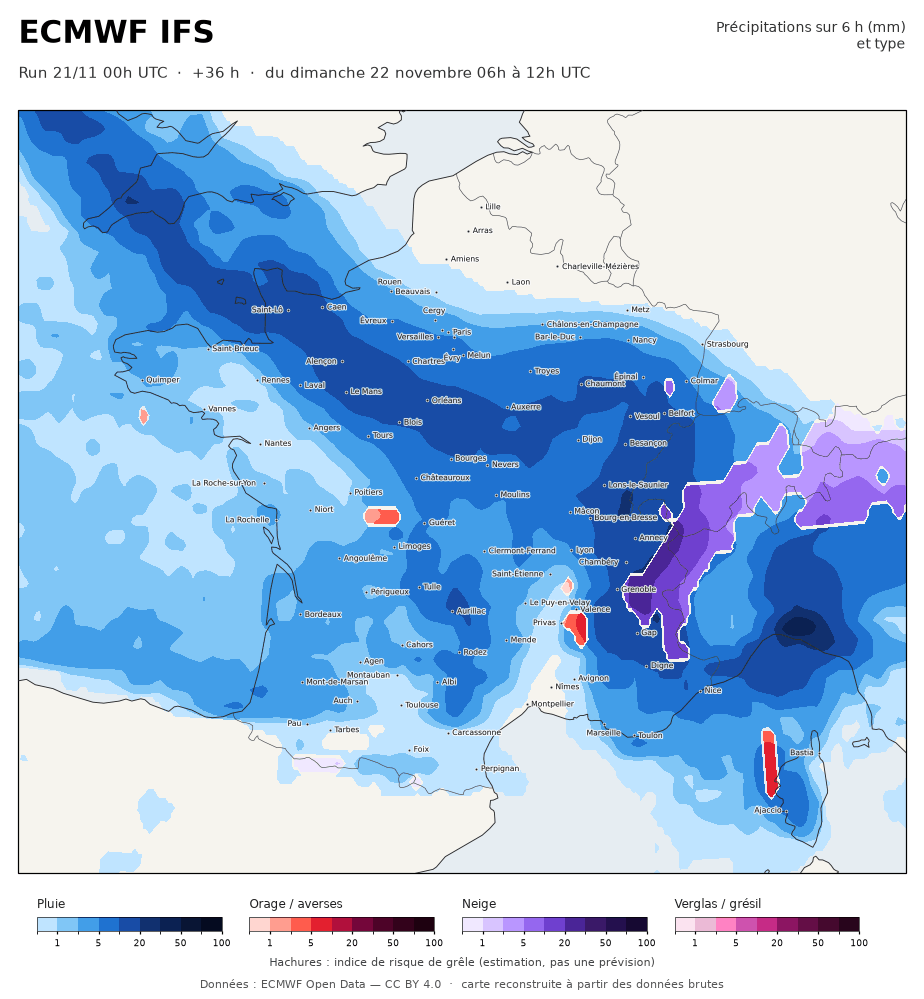 ECMWF IFS
Précipitations sur 6 h (mm)
et type
Run 21/11 00h UTC · +36 h · du dimanche 22 novembre 06h à 12h UTC
Lille
Arras
Amiens
Charleville-Mézières
Rouen
Laon
Beauvais
Saint-Lô
Caen
Cergy
Metz
Évreux
Châlons-en-Champagne
Versailles
Paris
Bar-le-Duc
Nancy
Strasbourg
Saint-Brieuc
Alençon
Chartres
Évry
Melun
Quimper
Rennes
Laval
Le Mans
Troyes
Chaumont
Épinal
Colmar
Vannes
Orléans
Auxerre
Vesoul
Belfort
Angers
Blois
Tours
Nantes
Dijon
Besançon
Bourges
Nevers
La Roche-sur-Yon
Châteauroux
Lons-le-Saunier
Poitiers
Moulins
Niort
La Rochelle
Guéret
Mâcon
Bourg-en-Bresse
Annecy
Limoges
Angoulême
Clermont-Ferrand
Lyon
Chambéry
Saint-Étienne
Périgueux
Tulle
Grenoble
Le Puy-en-Velay
Valence
Bordeaux
Aurillac
Privas
Gap
Cahors
Mende
Rodez
Agen
Digne
Montauban
Mont-de-Marsan
Albi
Avignon
Nîmes
Nice
Auch
Toulouse
Montpellier
Pau
Tarbes
Carcassonne
Marseille
Toulon
Foix
Bastia
Perpignan
Ajaccio
Pluie
Orage / averses
Neige
Verglas / grésil
1 5 20 50 100
1 5 20 50 100
1 5 20 50 100
1 5 20 50 100
Hachures : indice de risque de grêle (estimation, pas une prévision)
Données : ECMWF Open Data — CC BY 4.0 · carte reconstruite à partir des données brutes